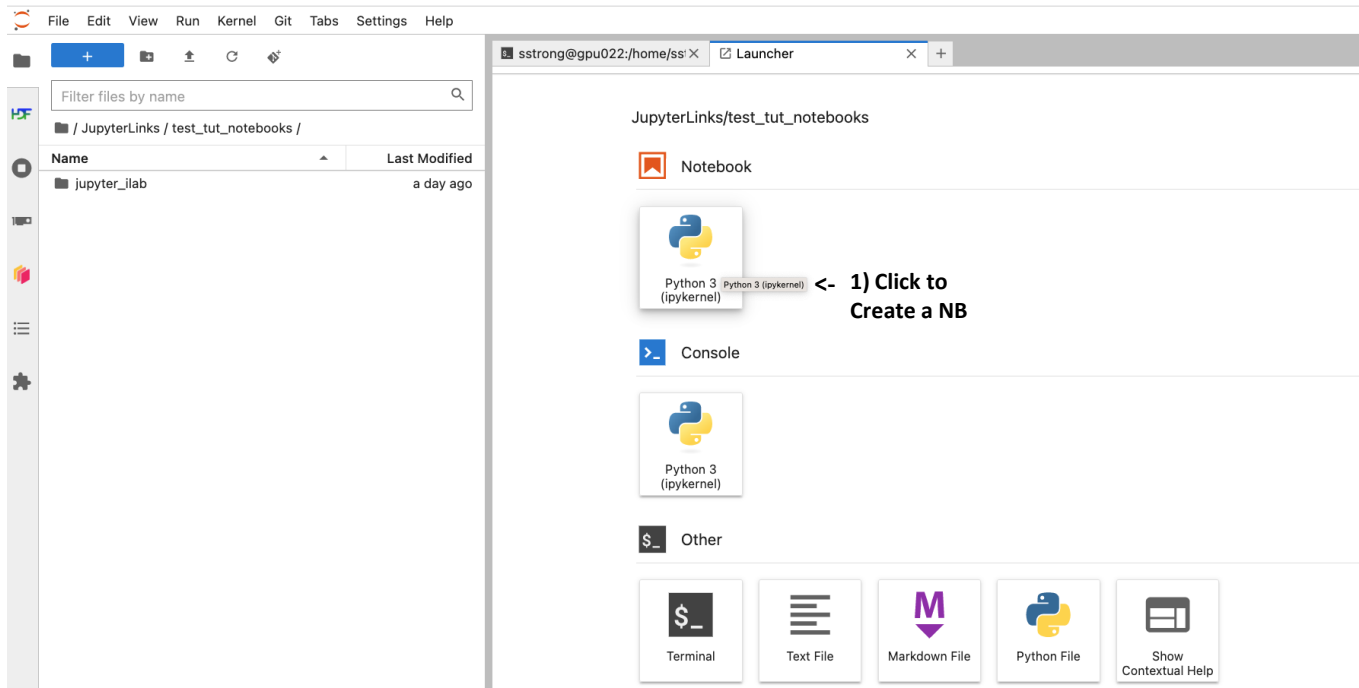 File Edit View Run Kernel Git Tabs Settings Help
+
Filter files by name
/ JupyterLinks / test_tut_notebooks /
Name Last Modified
jupyter_ilab a day ago
HDF
$_ sstrong@gpu022:/home/ss × Launcher × +
JupyterLinks/test_tut_notebooks
Notebook
Python 3
(ipykernel)
Python 3 (ipykernel)
<- 1) Click to
Create a NB
>_ Console
Python 3
(ipykernel)
$_ Other
$_
M
Terminal
Text File
Markdown File
Python File
Show
Contextual Help